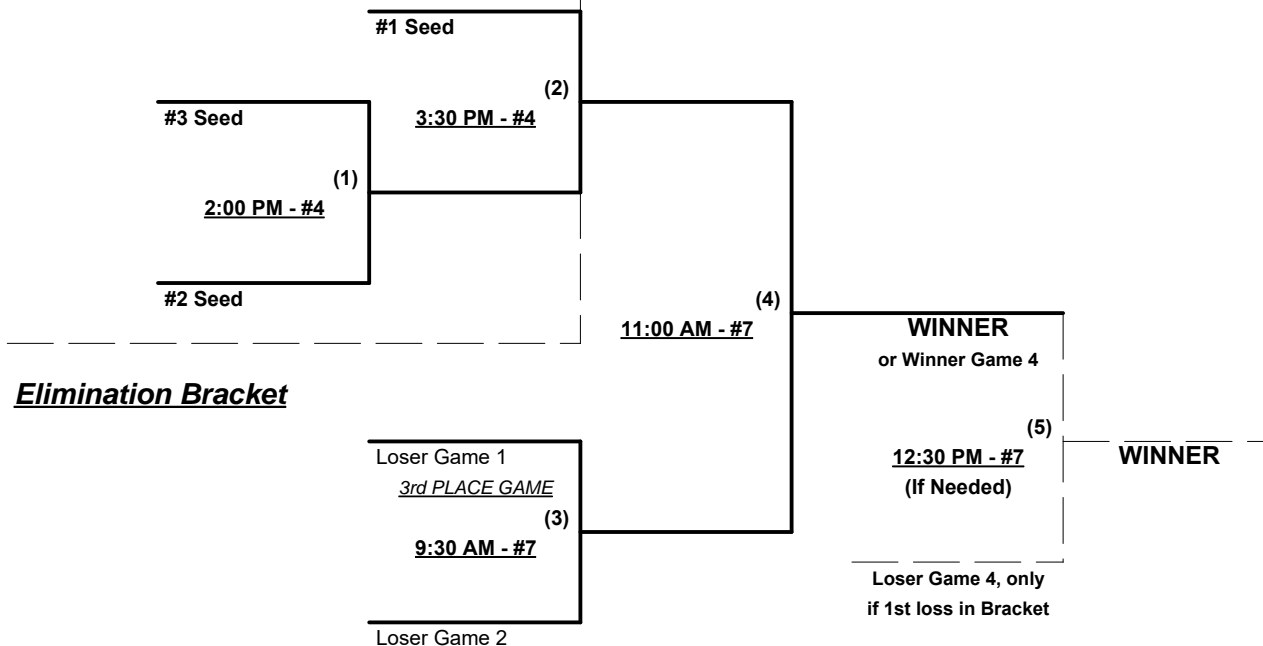 #1 Seed
(2)
#3 Seed
3:30 PM - #4
(1)
2:00 PM - #4
#2 Seed
(4)
11:00 AM - #7
WINNER
or Winner Game 4
Elimination Bracket
(5)
Loser Game 1
12:30 PM - #7
WINNER
3rd PLACE GAME
(If Needed)
(3)
9:30 AM - #7
Loser Game 4, only
if 1st loss in Bracket
Loser Game 2